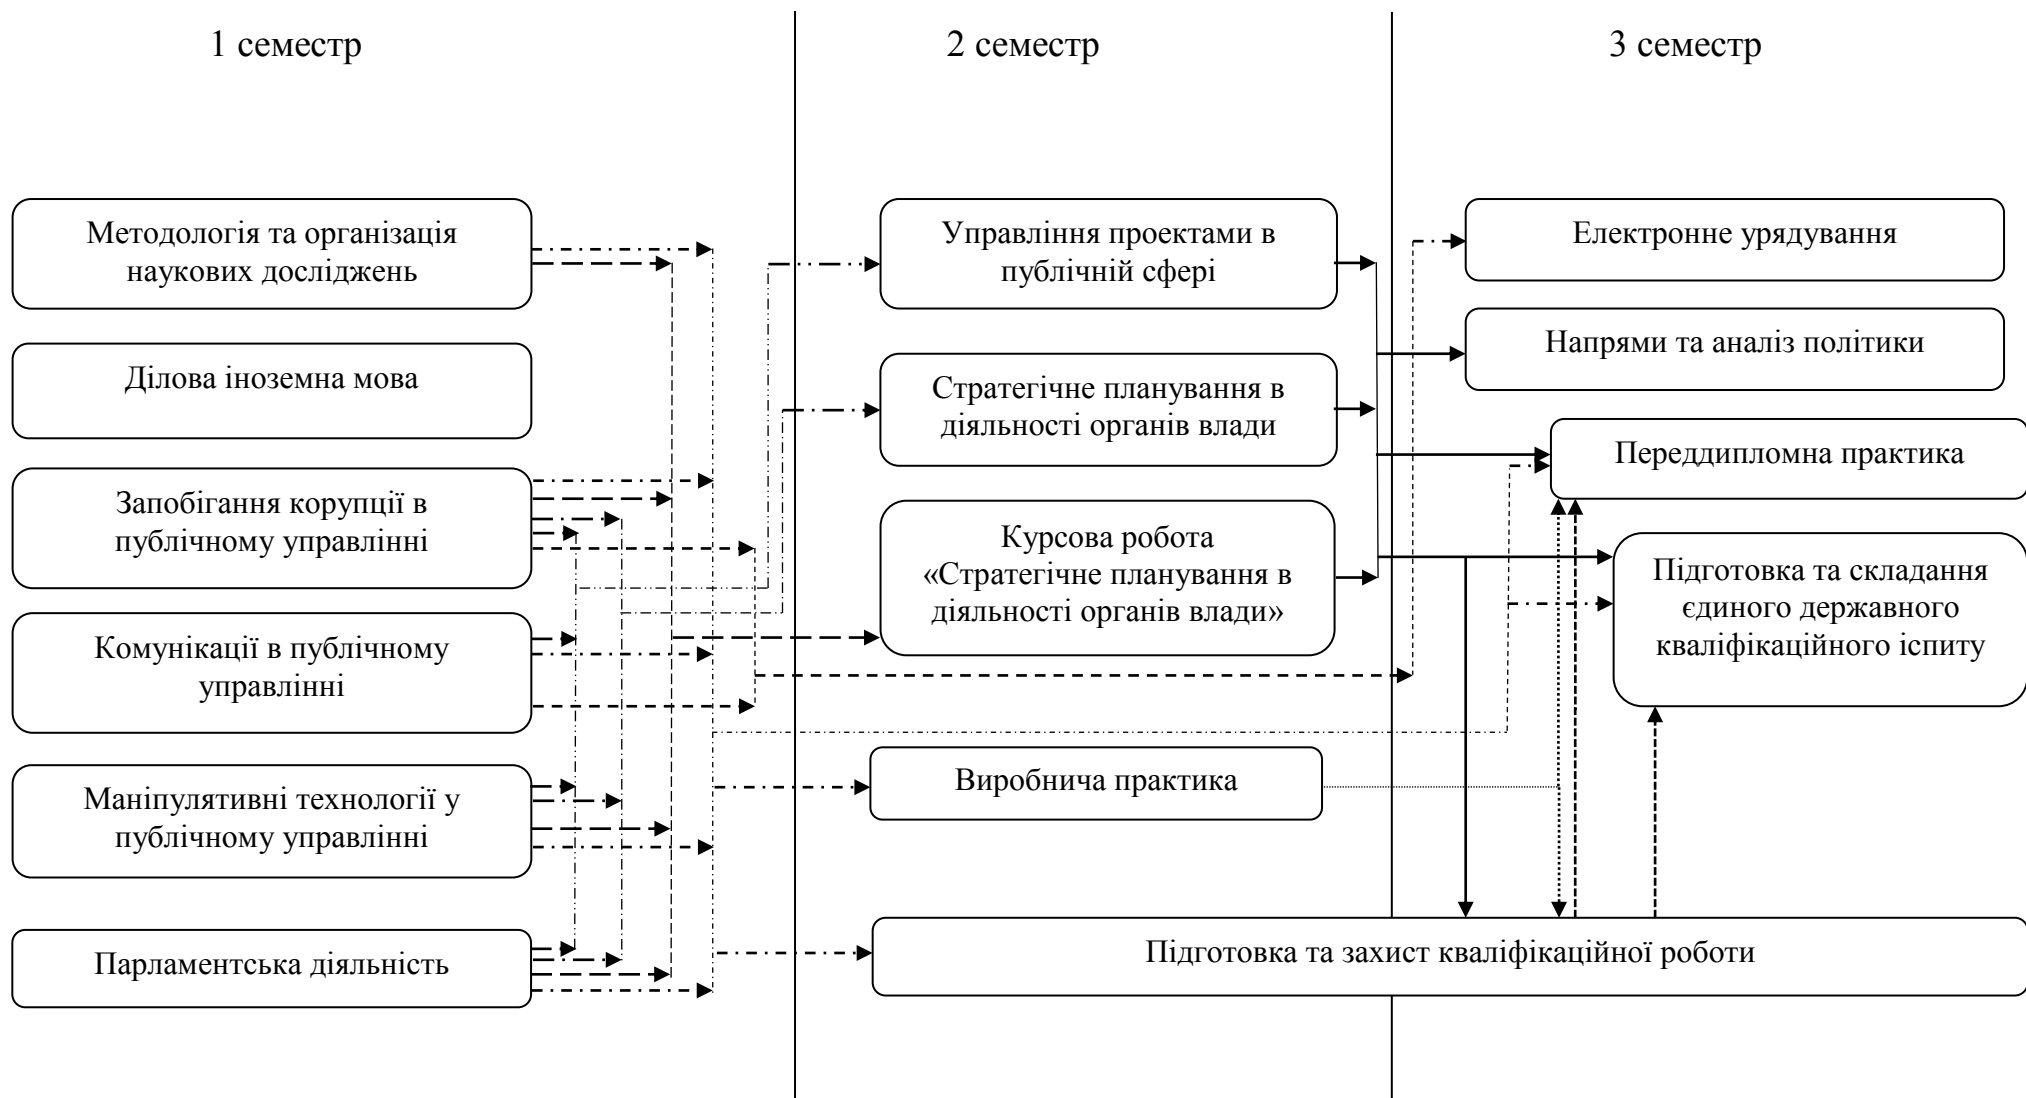 1 семестр
2 семестр
3 семестр
Методологія та організація
наукових досліджень
Ділова іноземна мова
Запобігання корупції в
публічному управлінні
Комунікації в публічному
управлінні
Маніпулятивні технології у
публічному управлінні
Парламентська діяльність
Управління проектами в
публічній сфері
Стратегічне планування в
діяльності органів влади
Курсова робота
«Стратегічне планування в
діяльності органів влади»
Виробнича практика
Підготовка та захист кваліфікаційної роботи
Електронне урядування
Напрями та аналіз політики
Переддипломна практика
Підготовка та складання
єдиного державного
кваліфікаційного іспиту